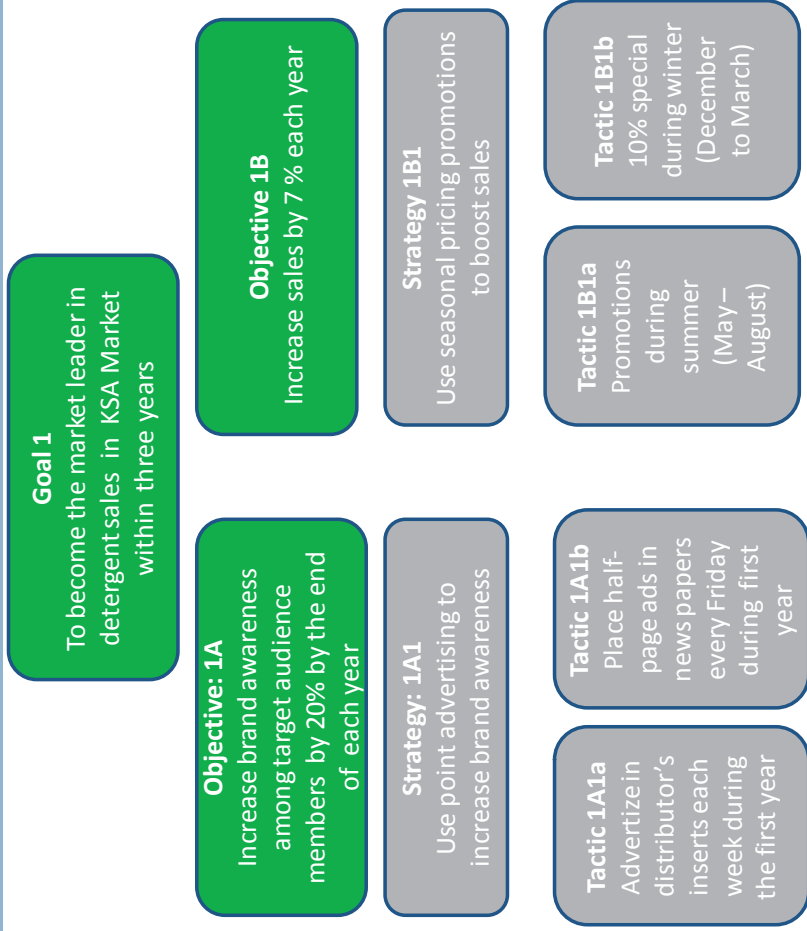 Goal 1
To become the market leader in
detergent sales in KSA Market
within three years
Objective: 1A
Increase brand awareness
among target audience
members by 20% by the end
of each year
Objective 1B
Increase sales by 7 % each year
Strategy: 1A1
Use point advertising to
increase brand awareness
Strategy 1B1
Use seasonal pricing promotions
to boost sales
Tactic 1A1a
Advertize in
distributor's
inserts each
week during
the first year
Tactic 1A1b
Place half-
page ads in
news papers
every Friday
during first
year
Tactic 1B1a
Promotions
during
summer
(May–
August)
Tactic 1B1b
10% special
during winter
(December
to March)